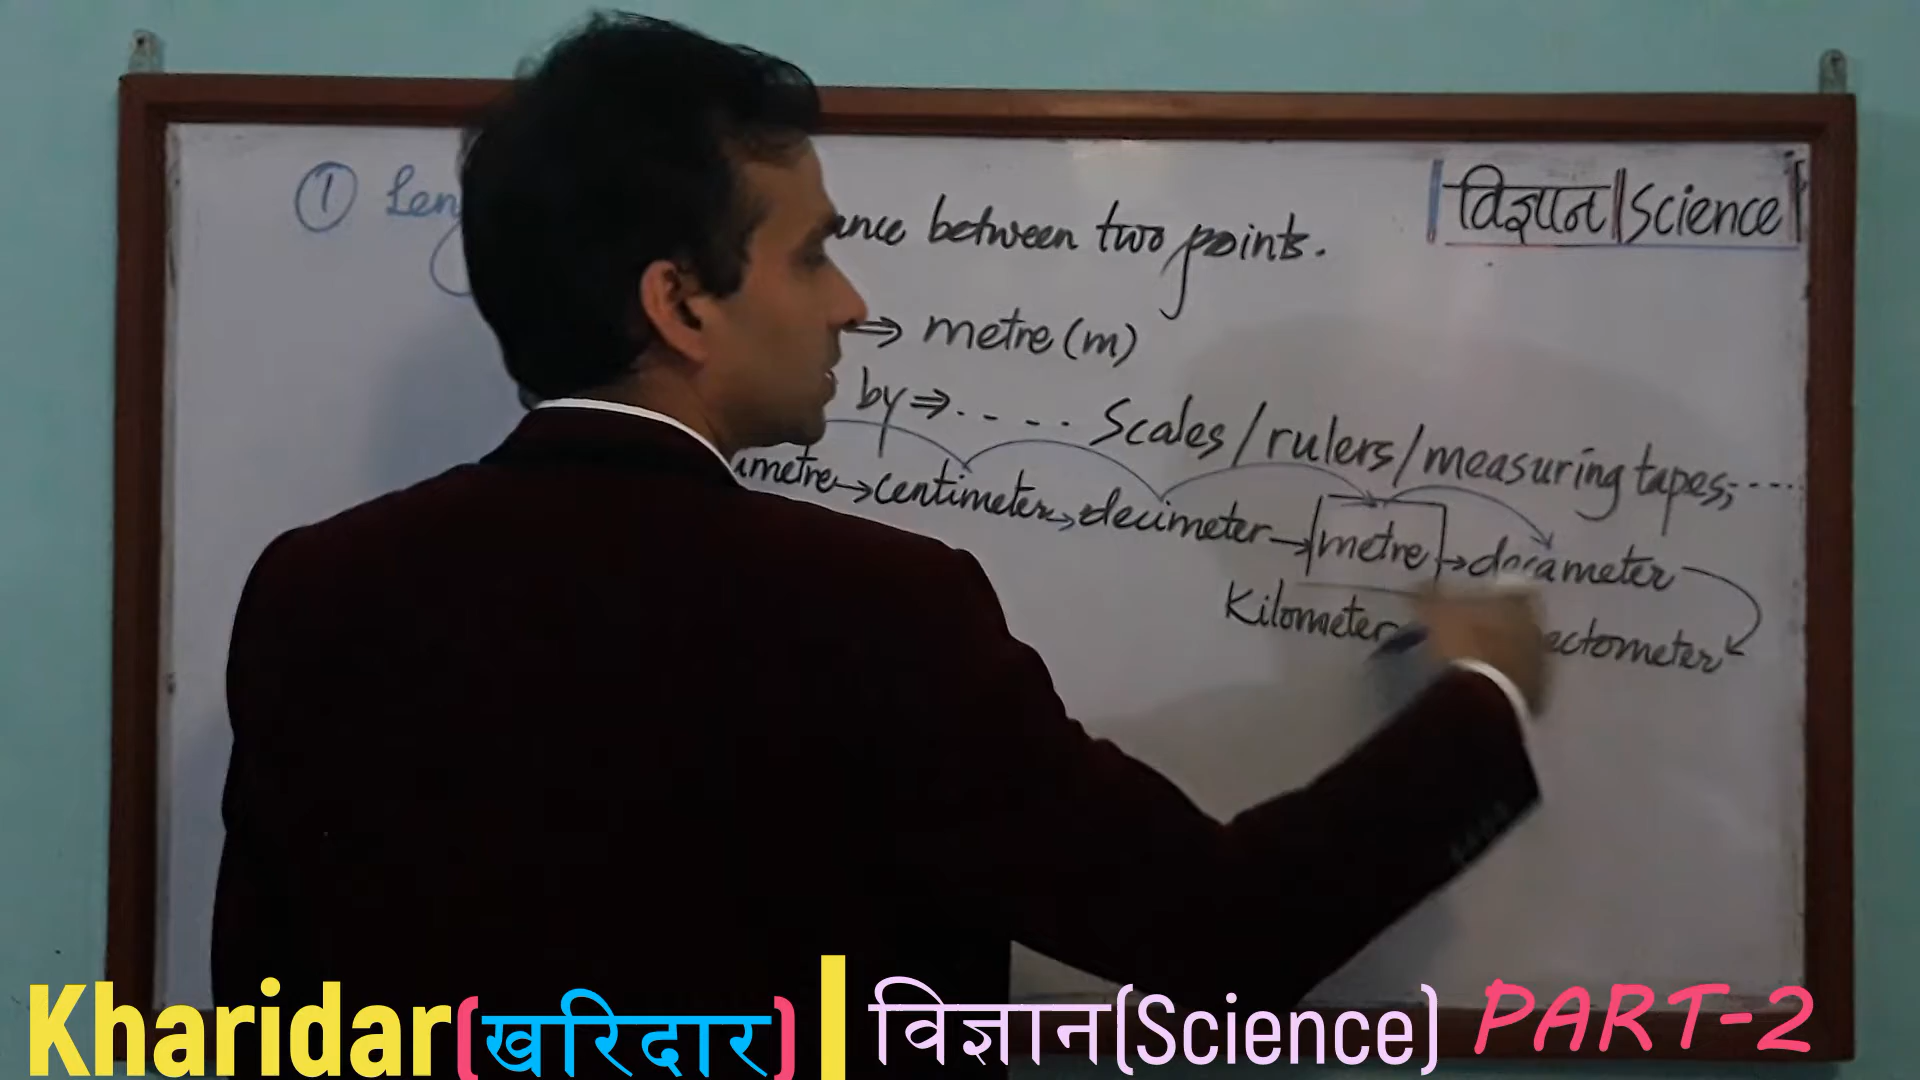 ① Leng
ance between two points.
विज्ञान | Science
⇒ metre (m)
by ⇒ . - - - . Scales / rulers / measuring tapes, - - - -
metre → centimeter → decimeter → metre → decameter
Kilometer ectometer
Kharidar (खरिदार) | विज्ञान (Science) PART-2